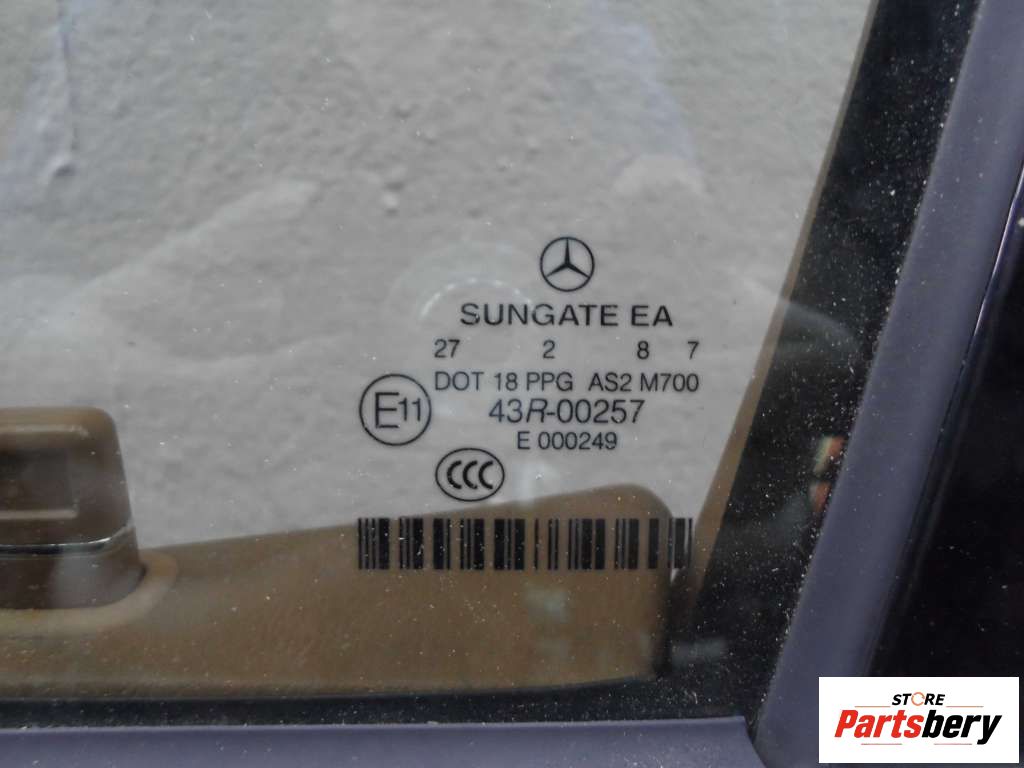 SUNGATE EA
27 2 8 7
DOT 18 PPG AS2 M700
E11 43R-00257
E 000249
CCC
STORE
Partsbery